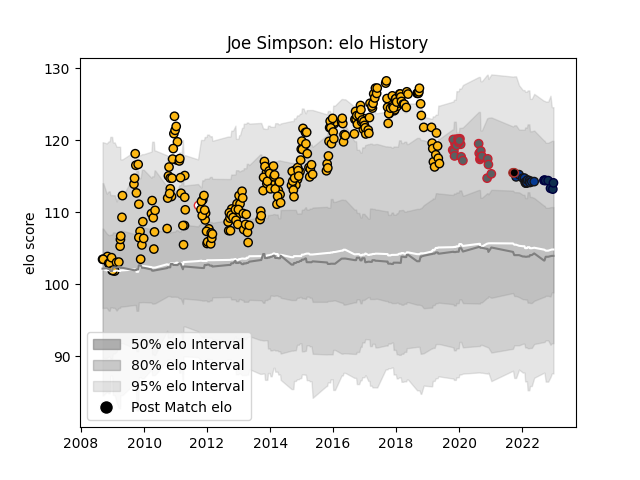 Joe Simpson: elo History
elo score
130
120
110
100
90
50% elo Interval
80% elo Interval
95% elo Interval
Post Match elo
2008 2010 2012 2014 2016 2018 2020 2022